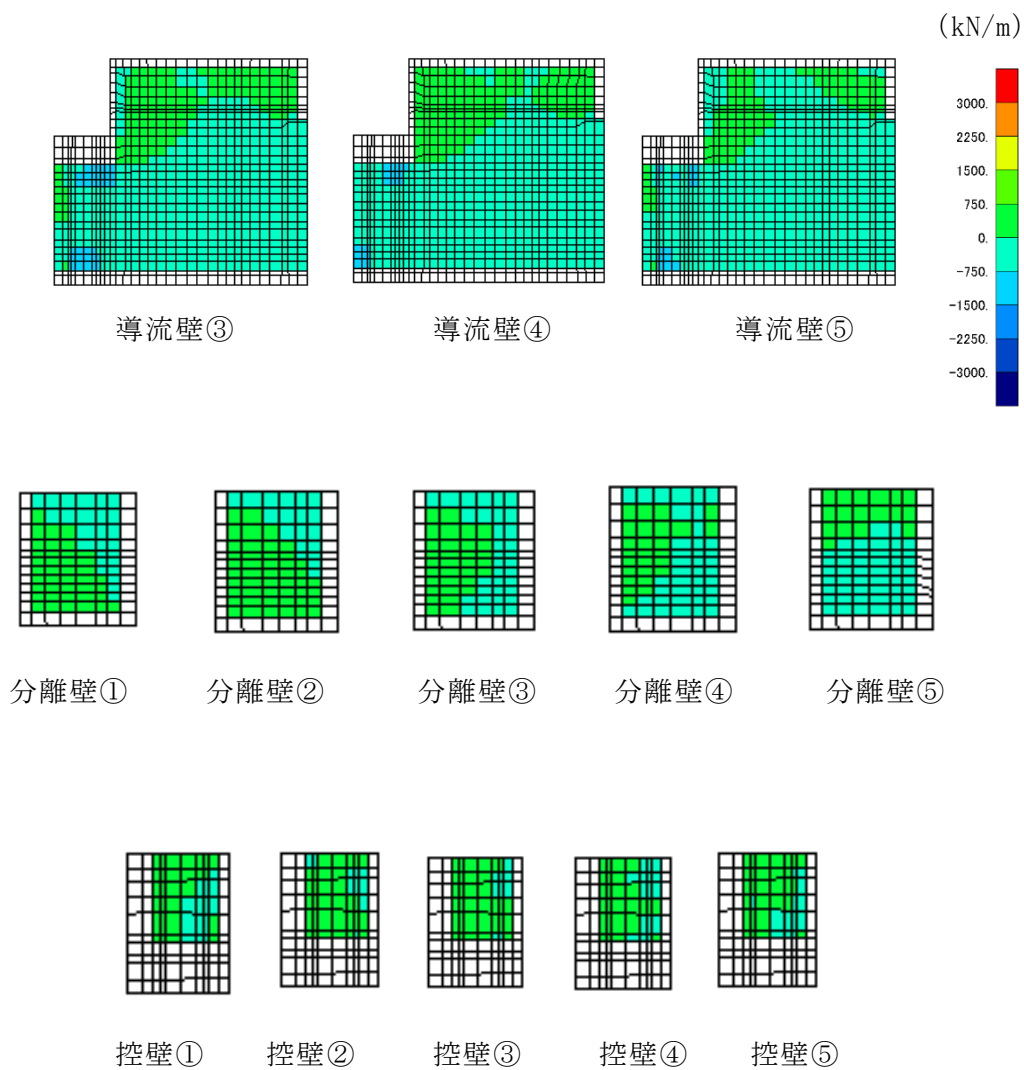 (kN/m)
3000.
2250.
1500.
750.
0.
-750.
-1500.
-2250.
-3000.
導流壁③ 導流壁④ 導流壁⑤
分離壁① 分離壁② 分離壁③ 分離壁④ 分離壁⑤
控壁① 控壁② 控壁③ 控壁④ 控壁⑤